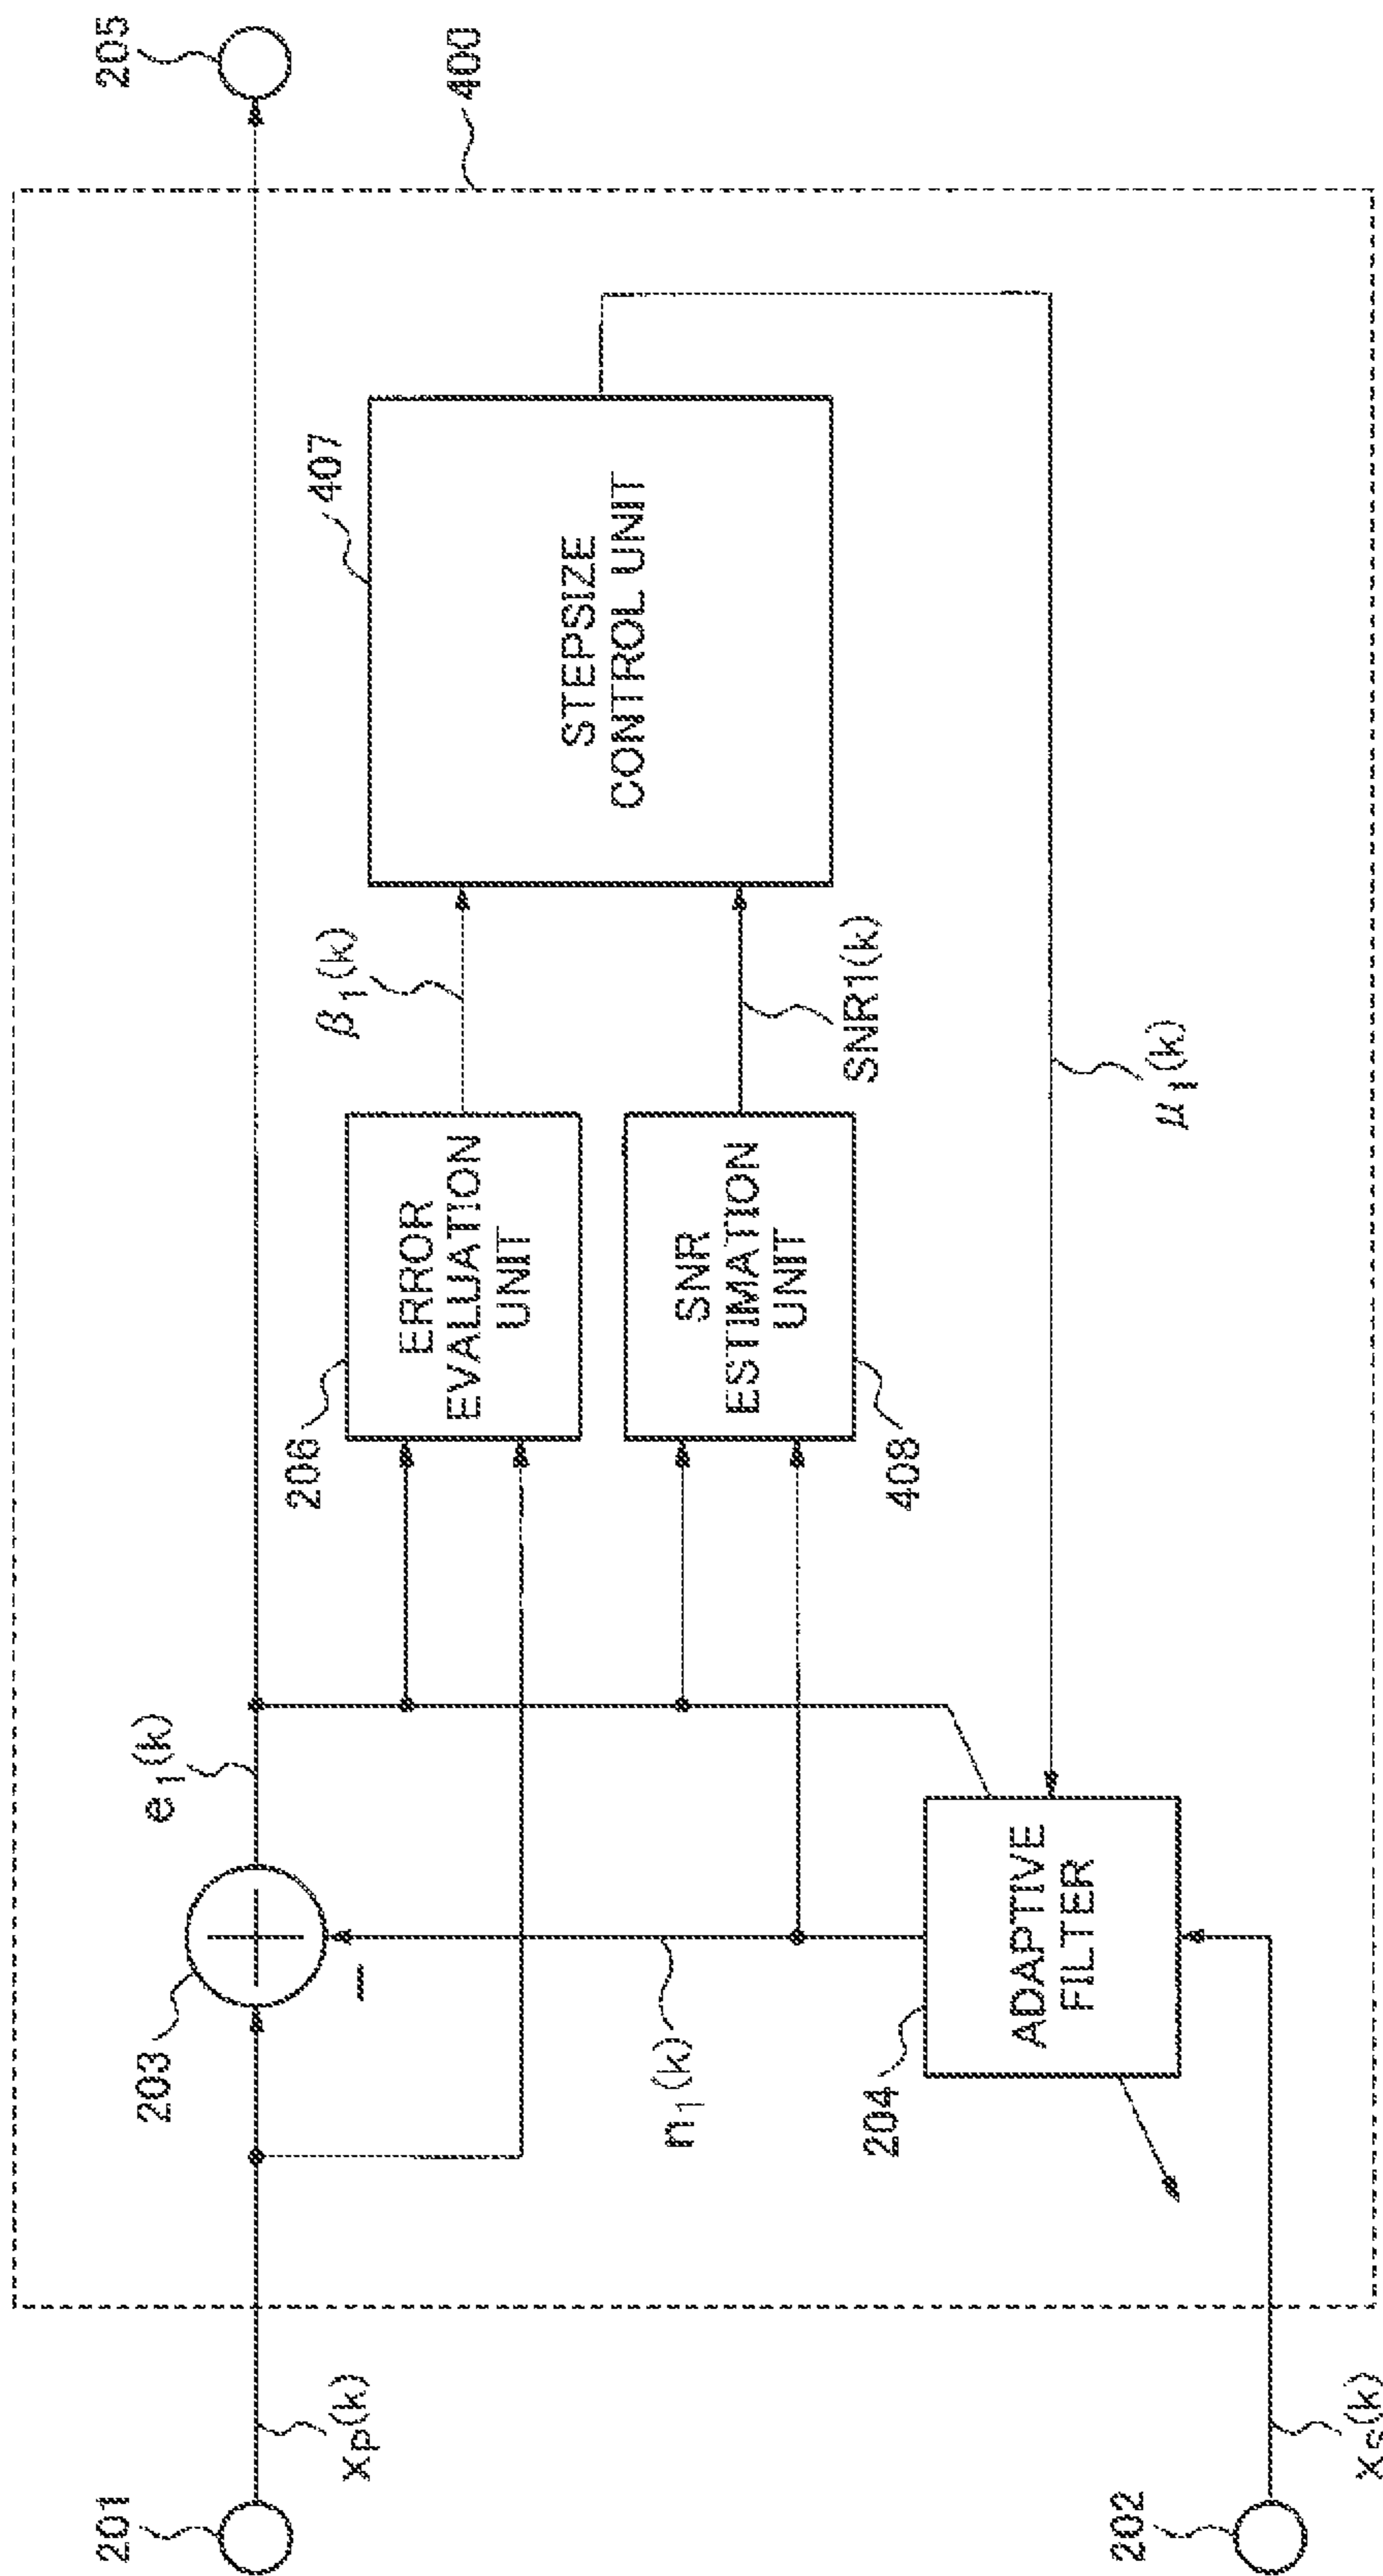 205
400
407
STEPSIZE
CONTROL UNIT
β1(k)
SNR1(k)
μ1(k)
206
ERROR
EVALUATION
UNIT
SNR
ESTIMATION
UNIT
408
e1(k)
203
+
−
n1(k)
204
ADAPTIVE
FILTER
201
xP(k)
202
xS(k)